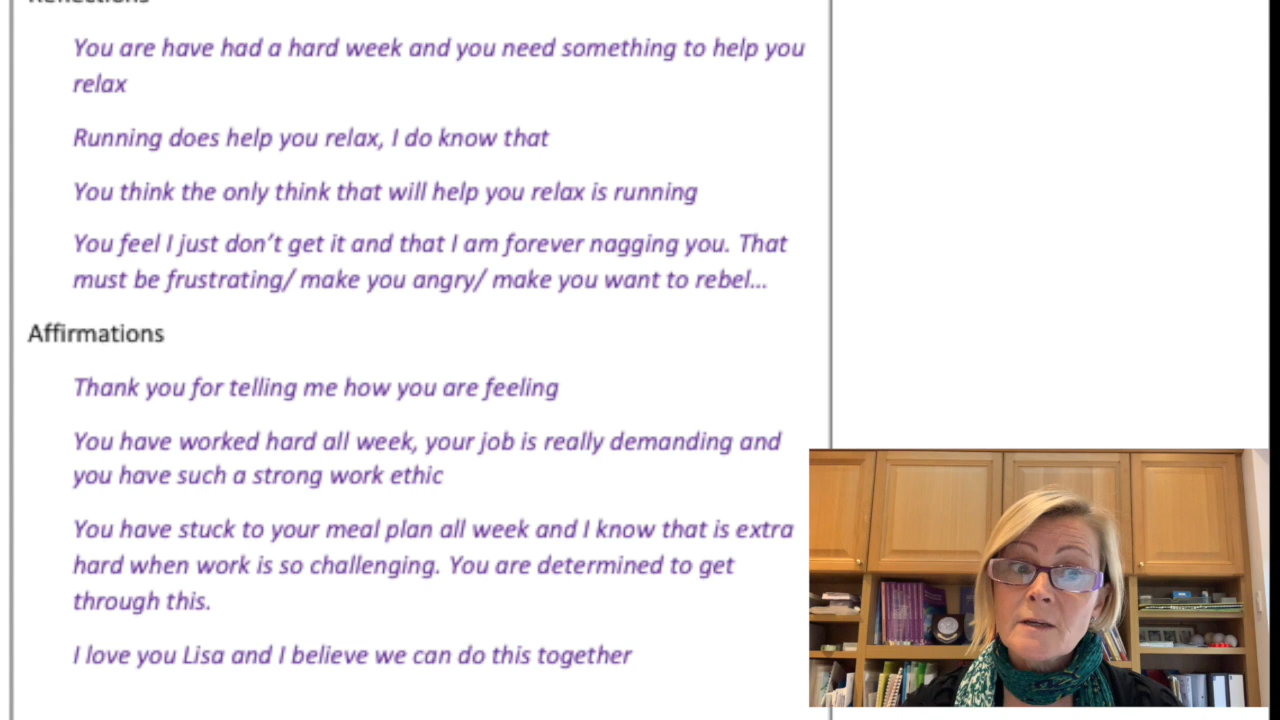 Reflections
You are have had a hard week and you need something to help you
relax
Running does help you relax, I do know that
You think the only think that will help you relax is running
You feel I just don’t get it and that I am forever nagging you. That
must be frustrating/ make you angry/ make you want to rebel...
Affirmations
Thank you for telling me how you are feeling
You have worked hard all week, your job is really demanding and
you have such a strong work ethic
You have stuck to your meal plan all week and I know that is extra
hard when work is so challenging. You are determined to get
through this.
I love you Lisa and I believe we can do this together